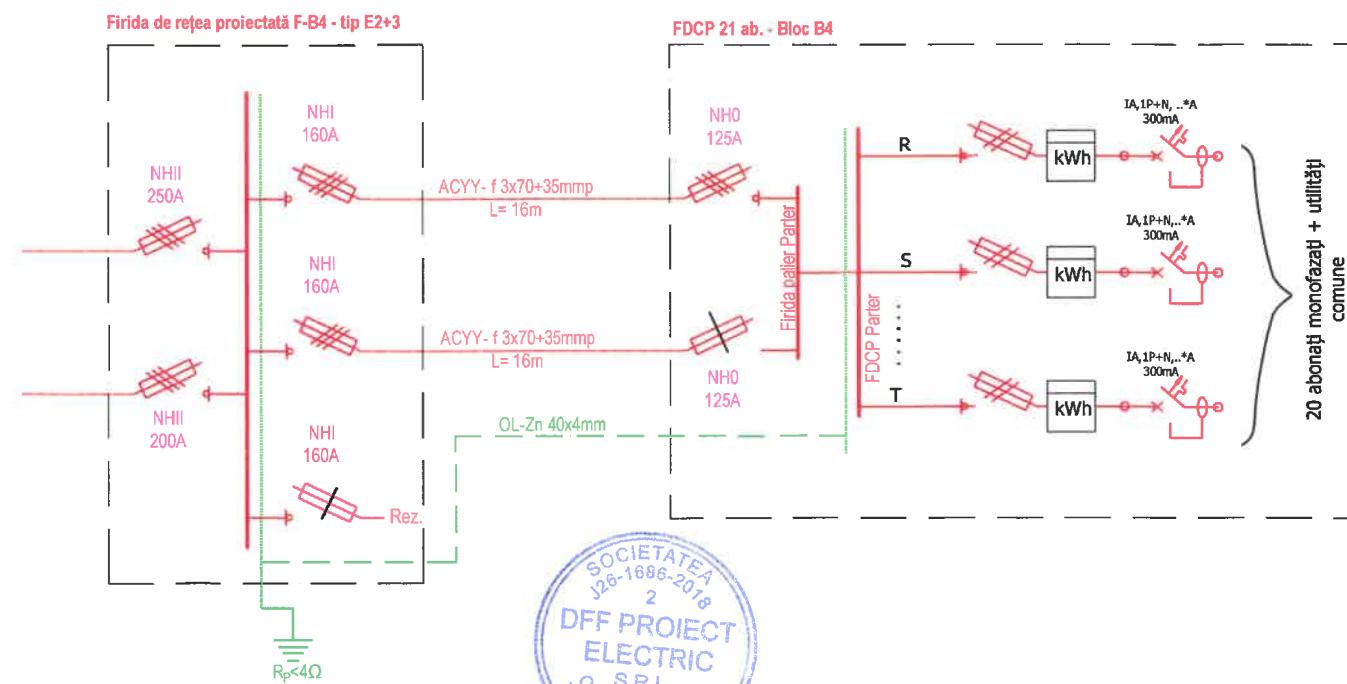 Firida de rețea proiectată F-B4 - tip E2+3
FDCP 21 ab. - Bloc B4
NHI
160A
NHII
250A
ACYY- f 3x70+35mmp
L= 16m
NH0
125A
NHI
160A
ACYY- f 3x70+35mmp
L= 16m
NH0
125A
NHII
200A
NHI
160A
Rez.
OL-Zn 40x4mm
Rp<4Ω
Firida palier Parter
FDCP Parter
R
kWh
IA,1P+N, ..*A
300mA
S
kWh
IA,1P+N,..*A
300mA
T
kWh
IA,1P+N,..*A
300mA
20 abonați monofazați + utilități
comune
SOCIETATEA
J26-1686-2018
2
DFF PROIECT
ELECTRIC
S.R.L.